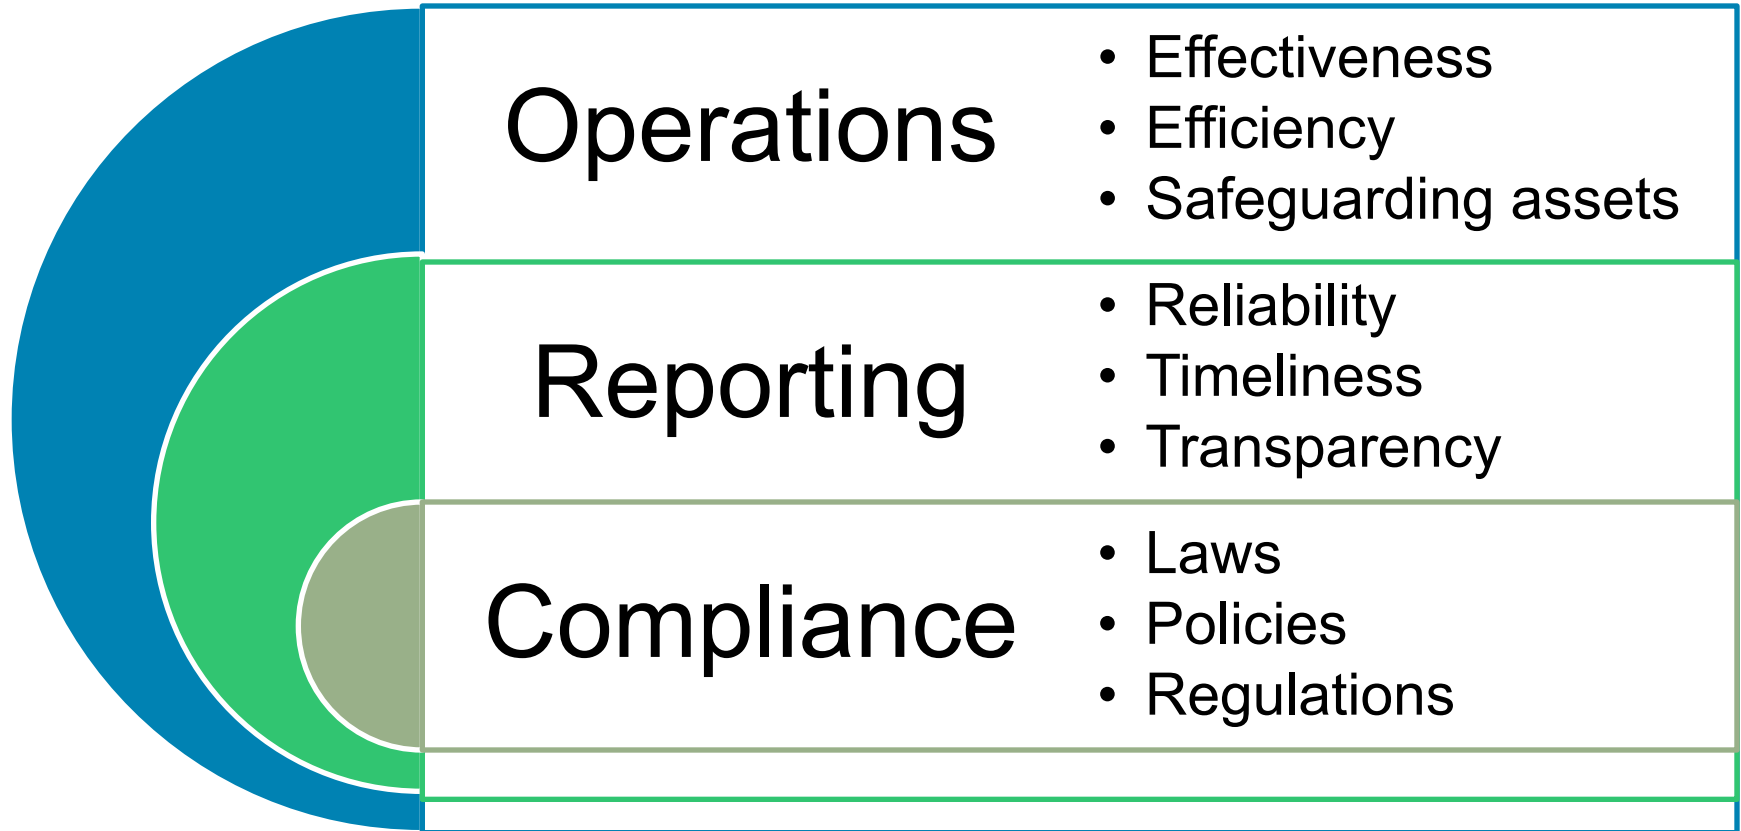 Operations
• Effectiveness
• Efficiency
• Safeguarding assets
Reporting
• Reliability
• Timeliness
• Transparency
Compliance
• Laws
• Policies
• Regulations